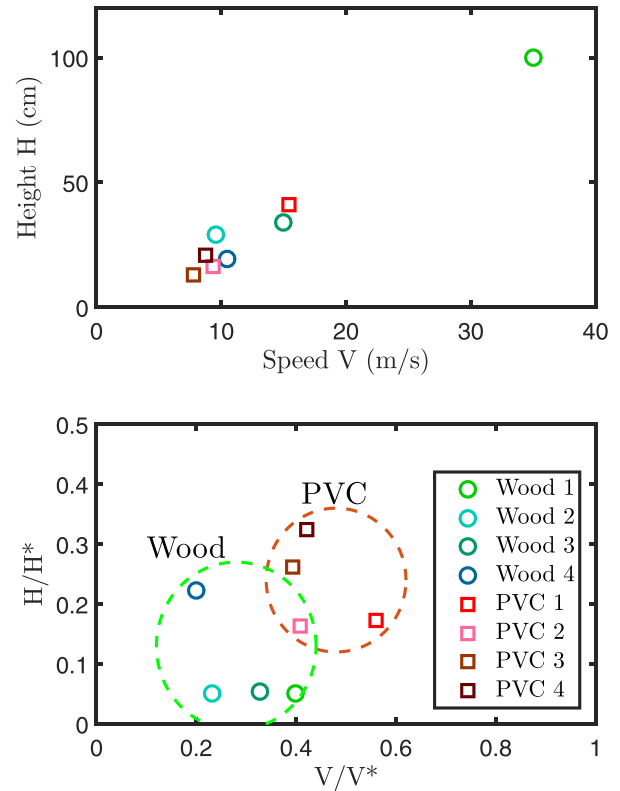 100
50
0
Height H (cm)
0 10 20 30 40
Speed V (m/s)
0.5
0.4
0.3
0.2
0.1
0
H/H*
PVC
Wood
Wood 1
Wood 2
Wood 3
Wood 4
PVC 1
PVC 2
PVC 3
PVC 4
0 0.2 0.4 0.6 0.8 1
V/V*